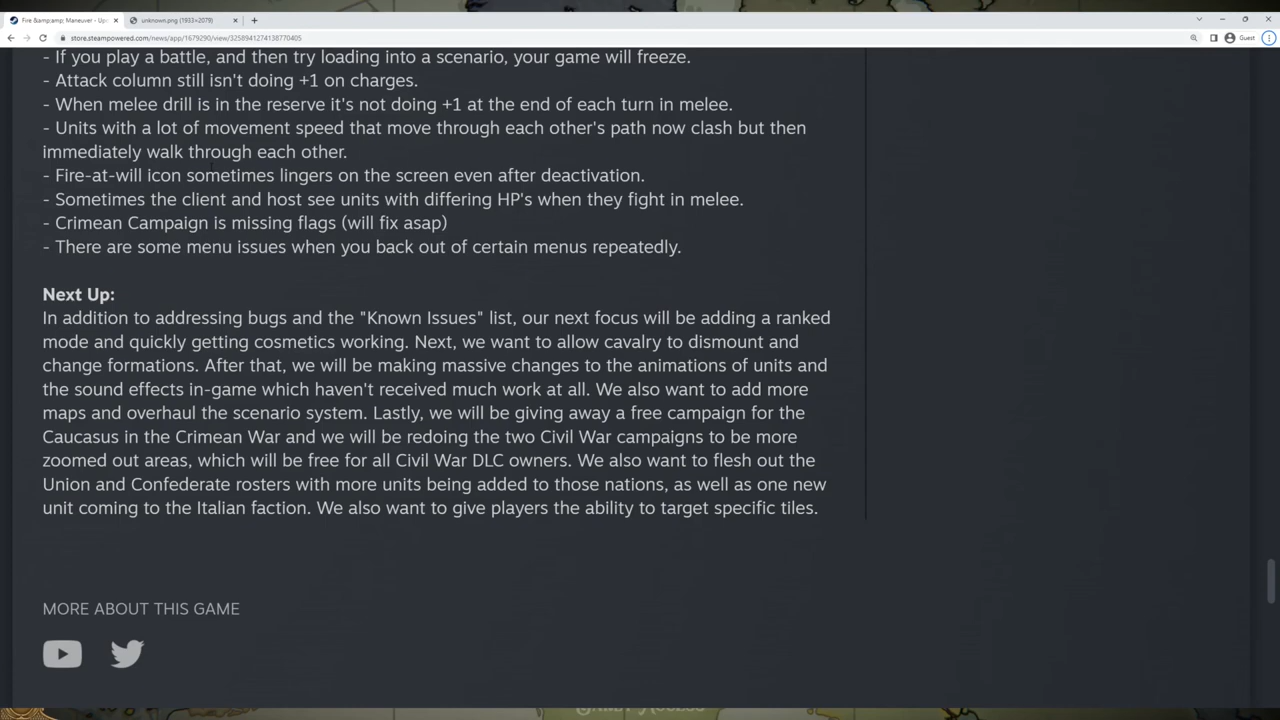 Fire &amp;amp; Maneuver - Up
unknown.png (1933×2079)
store.steampowered.com/news/app/1679290/view/3258941274138770405
Guest
- If you play a battle, and then try loading into a scenario, your game will freeze.
- Attack column still isn't doing +1 on charges.
- When melee drill is in the reserve it's not doing +1 at the end of each turn in melee.
- Units with a lot of movement speed that move through each other's path now clash but then
immediately walk through each other.
- Fire-at-will icon sometimes lingers on the screen even after deactivation.
- Sometimes the client and host see units with differing HP's when they fight in melee.
- Crimean Campaign is missing flags (will fix asap)
- There are some menu issues when you back out of certain menus repeatedly.
Next Up:
In addition to addressing bugs and the "Known Issues" list, our next focus will be adding a ranked
mode and quickly getting cosmetics working. Next, we want to allow cavalry to dismount and
change formations. After that, we will be making massive changes to the animations of units and
the sound effects in-game which haven't received much work at all. We also want to add more
maps and overhaul the scenario system. Lastly, we will be giving away a free campaign for the
Caucasus in the Crimean War and we will be redoing the two Civil War campaigns to be more
zoomed out areas, which will be free for all Civil War DLC owners. We also want to flesh out the
Union and Confederate rosters with more units being added to those nations, as well as one new
unit coming to the Italian faction. We also want to give players the ability to target specific tiles.
MORE ABOUT THIS GAME